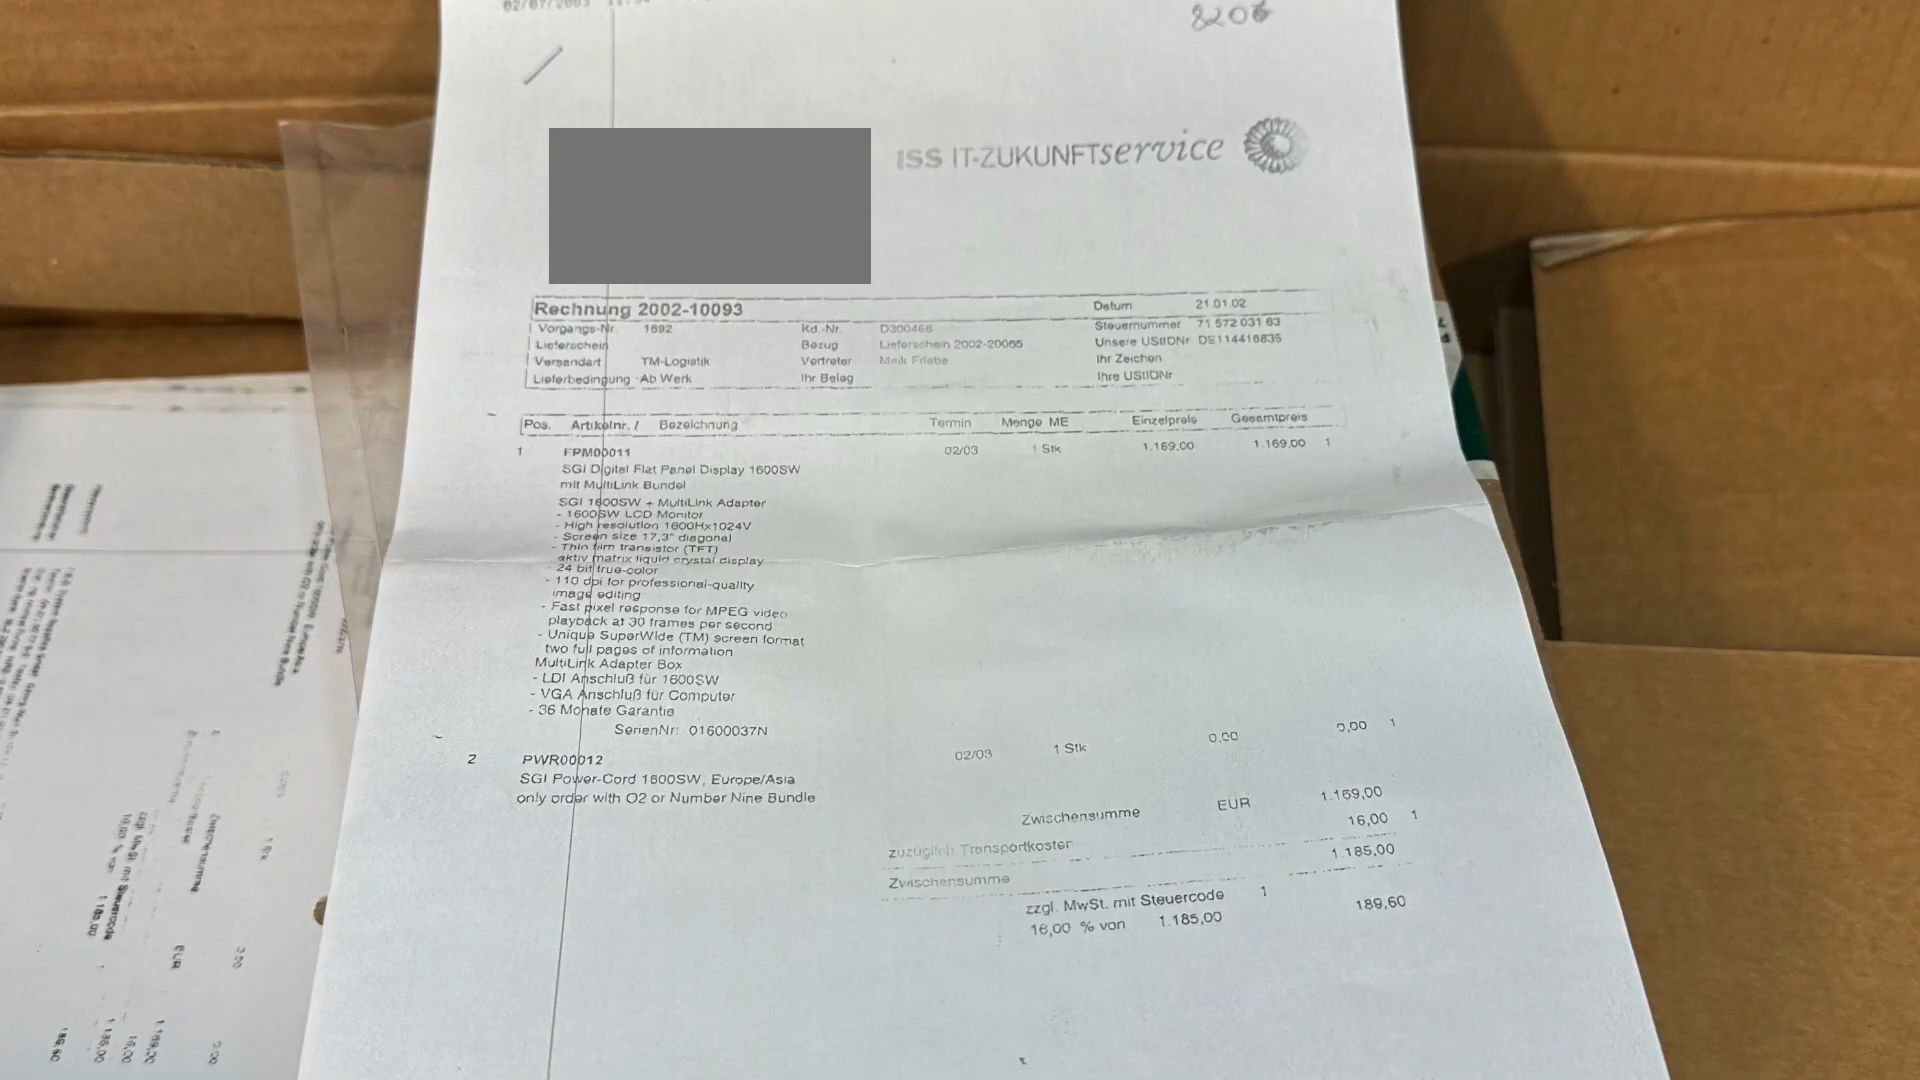 8206
ISS IT-ZUKUNFTservice
Rechnung 2002-10093
Datum 21.01.02
Vorgangs-Nr. 1692 Kd.-Nr. D300468 Steuernummer 71 572 031 63
Lieferschein Bezug Lieferschein 2002-20065 Unsere UStIDNr DE114416835
Versandart TM-Logistik Vertreter Meik Friebe Ihr Zeichen
Lieferbedingung Ab Werk Ihr Beleg Ihre UStIDNr
Pos. Artikelnr. / Bezeichnung Termin Menge ME Einzelpreis Gesamtpreis
1 FPM00011 02/03 1 Stk 1.169,00 1.169,00 1
SGI Digital Flat Panel Display 1600SW
mit MultiLink Bundel
SGI 1600SW + MultiLink Adapter
- 1600SW LCD Monitor
- High resolution 1600Hx1024V
- Screen size 17,3" diagonal
- Thin film transistor (TFT)
aktiv matrix liquid crystal display
- 24 bit true-color
- 110 dpi for professional-quality
image editing
- Fast pixel response for MPEG video
playback at 30 frames per second
- Unique SuperWide (TM) screen format
two full pages of information
MultiLink Adapter Box
- LDI Anschluß für 1600SW
- VGA Anschluß für Computer
- 36 Monate Garantie
SerienNr: 01600037N
2 PWR00012 02/03 1 Stk 0,00 0,00 1
SGI Power-Cord 1600SW, Europe/Asia
only order with O2 or Number Nine Bundle
Zwischensumme EUR 1.169,00
zuzüglich Transportkosten 16,00 1
Zwischensumme 1.185,00
zzgl. MwSt. mit Steuercode 1
16,00 % von 1.185,00 189,60